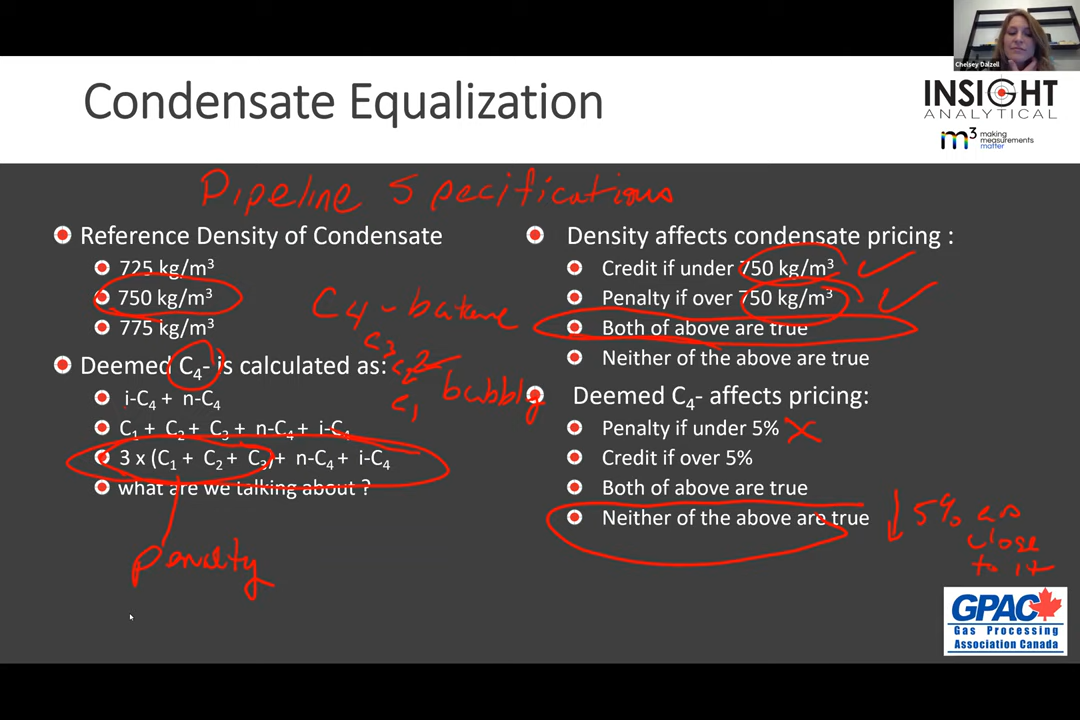 Chelsey Dalzell
Condensate Equalization
INSIGHT
ANALYTICAL
m³ making
measurements
matter
Pipeline Specifications
Reference Density of Condensate
725 kg/m³
750 kg/m³
775 kg/m³
C4 - butane
C3
C2
C1
bubbly
Deemed C₄- is calculated as:
i-C₄ + n-C₄
C₁ + C₂ + C₃ + n-C₄ + i-C₄
3 x (C₁ + C₂ + C₃) + n-C₄ + i-C₄
what are we talking about ?
Penalty
Density affects condensate pricing :
Credit if under 750 kg/m³ ✓
Penalty if over 750 kg/m³ ✓
Both of above are true
Neither of the above are true
Deemed C₄- affects pricing:
Penalty if under 5% X
Credit if over 5%
Both of above are true
Neither of the above are true
↓ 5% as
close
to it
GPAC
Gas Processing
Association Canada